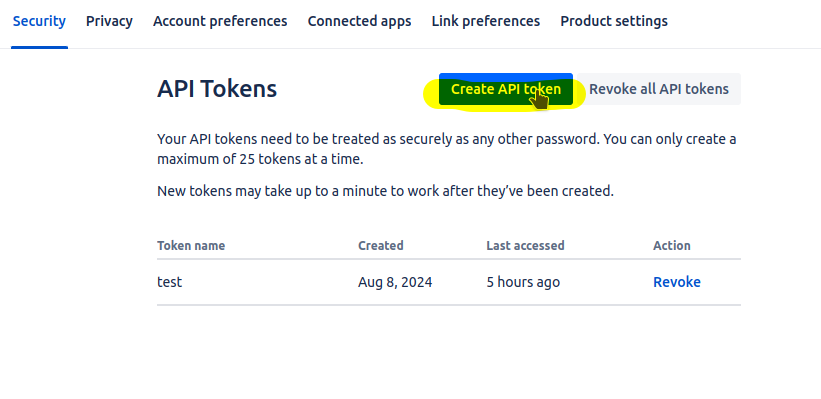 Security Privacy Account preferences Connected apps Link preferences Product settings
API Tokens Create API token Revoke all API tokens
Your API tokens need to be treated as securely as any other password. You can only create a
maximum of 25 tokens at a time.
New tokens may take up to a minute to work after they’ve been created.
Token name Created Last accessed Action
test Aug 8, 2024 5 hours ago Revoke